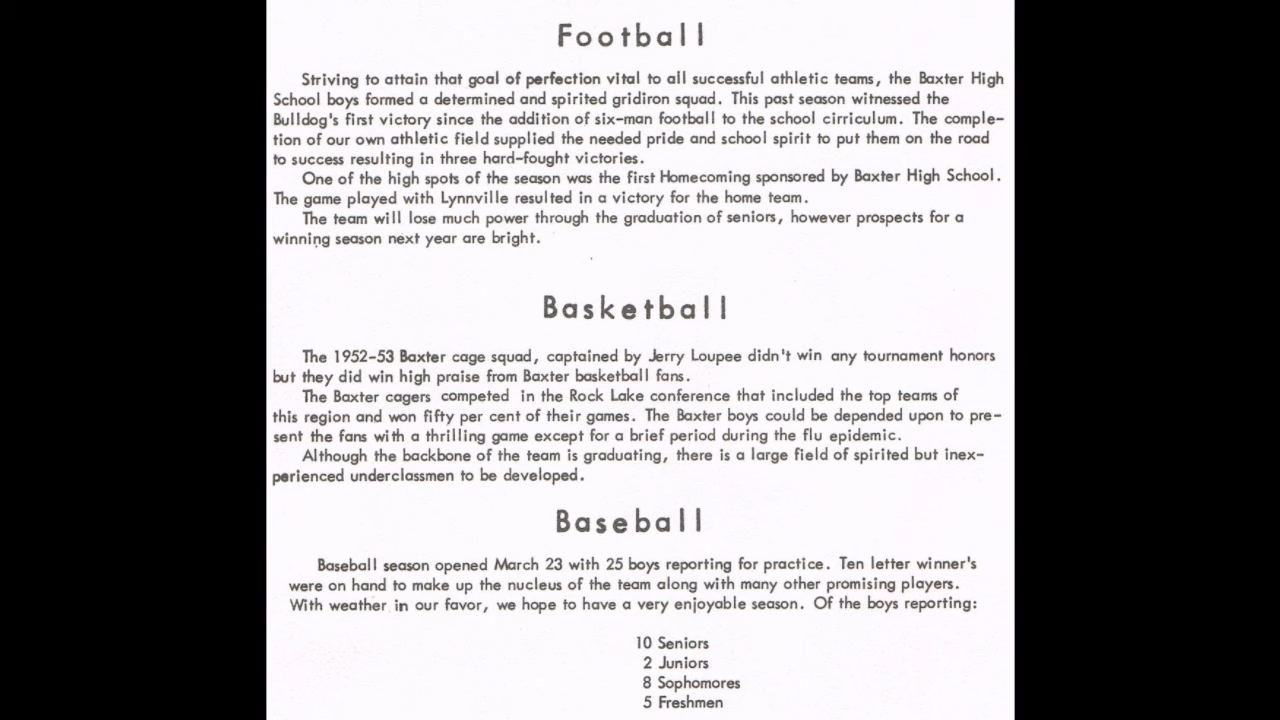 Football
Striving to attain that goal of perfection vital to all successful athletic teams, the Baxter High
School boys formed a determined and spirited gridiron squad. This past season witnessed the
Bulldog's first victory since the addition of six-man football to the school cirriculum. The comple-
tion of our own athletic field supplied the needed pride and school spirit to put them on the road
to success resulting in three hard-fought victories.
One of the high spots of the season was the first Homecoming sponsored by Baxter High School.
The game played with Lynnville resulted in a victory for the home team.
The team will lose much power through the graduation of seniors, however prospects for a
winning season next year are bright.
Basketball
The 1952-53 Baxter cage squad, captained by Jerry Loupee didn't win any tournament honors
but they did win high praise from Baxter basketball fans.
The Baxter cagers competed in the Rock Lake conference that included the top teams of
this region and won fifty per cent of their games. The Baxter boys could be depended upon to pre-
sent the fans with a thrilling game except for a brief period during the flu epidemic.
Although the backbone of the team is graduating, there is a large field of spirited but inex-
perienced underclassmen to be developed.
Baseball
Baseball season opened March 23 with 25 boys reporting for practice. Ten letter winner's
were on hand to make up the nucleus of the team along with many other promising players.
With weather in our favor, we hope to have a very enjoyable season. Of the boys reporting:
10 Seniors
2 Juniors
8 Sophomores
5 Freshmen